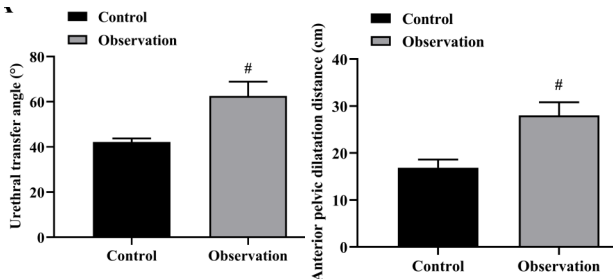 Control
Observation
Urethral transfer angle (°)
80
60
40
20
0
#
Control
Observation
Control
Observation
Anterior pelvic dilatation distance (cm)
40
30
20
10
0
#
Control
Observation